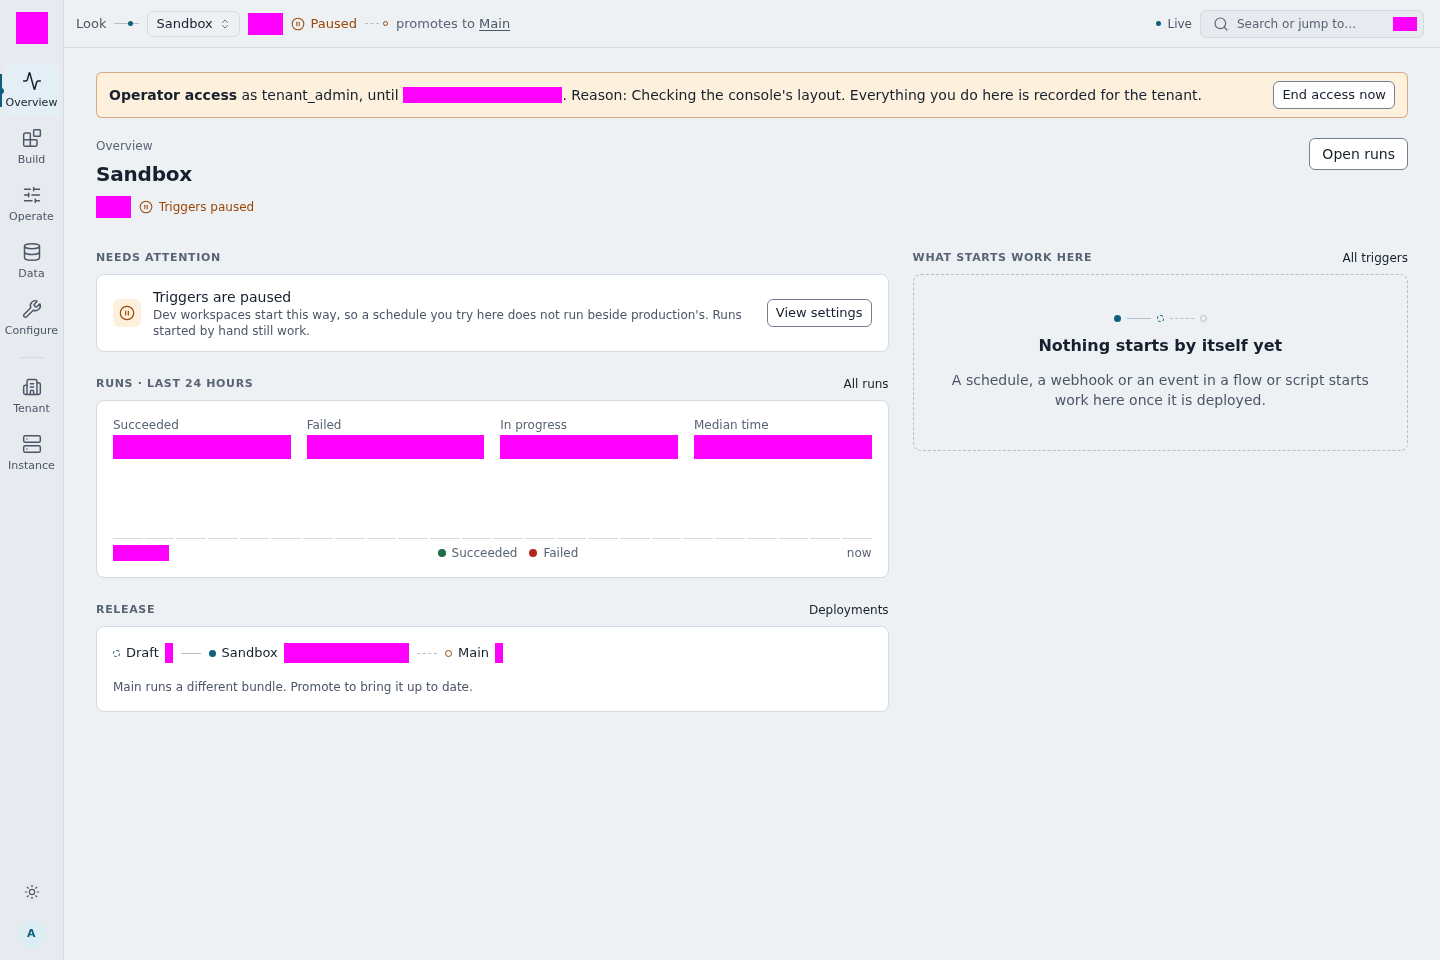 Look
Sandbox
Paused
promotes to Main
Live
Search or jump to...
Overview
Build
Operate
Data
Configure
Tenant
Instance
A
Operator access as tenant_admin, until . Reason: Checking the console's layout. Everything you do here is recorded for the tenant.
End access now
Overview
Sandbox
Triggers paused
Open runs
NEEDS ATTENTION
Triggers are paused
Dev workspaces start this way, so a schedule you try here does not run beside production's. Runs
started by hand still work.
View settings
RUNS · LAST 24 HOURS
All runs
Succeeded
Failed
In progress
Median time
Succeeded
Failed
now
RELEASE
Deployments
Draft
Sandbox
Main
Main runs a different bundle. Promote to bring it up to date.
WHAT STARTS WORK HERE
All triggers
Nothing starts by itself yet
A schedule, a webhook or an event in a flow or script starts
work here once it is deployed.